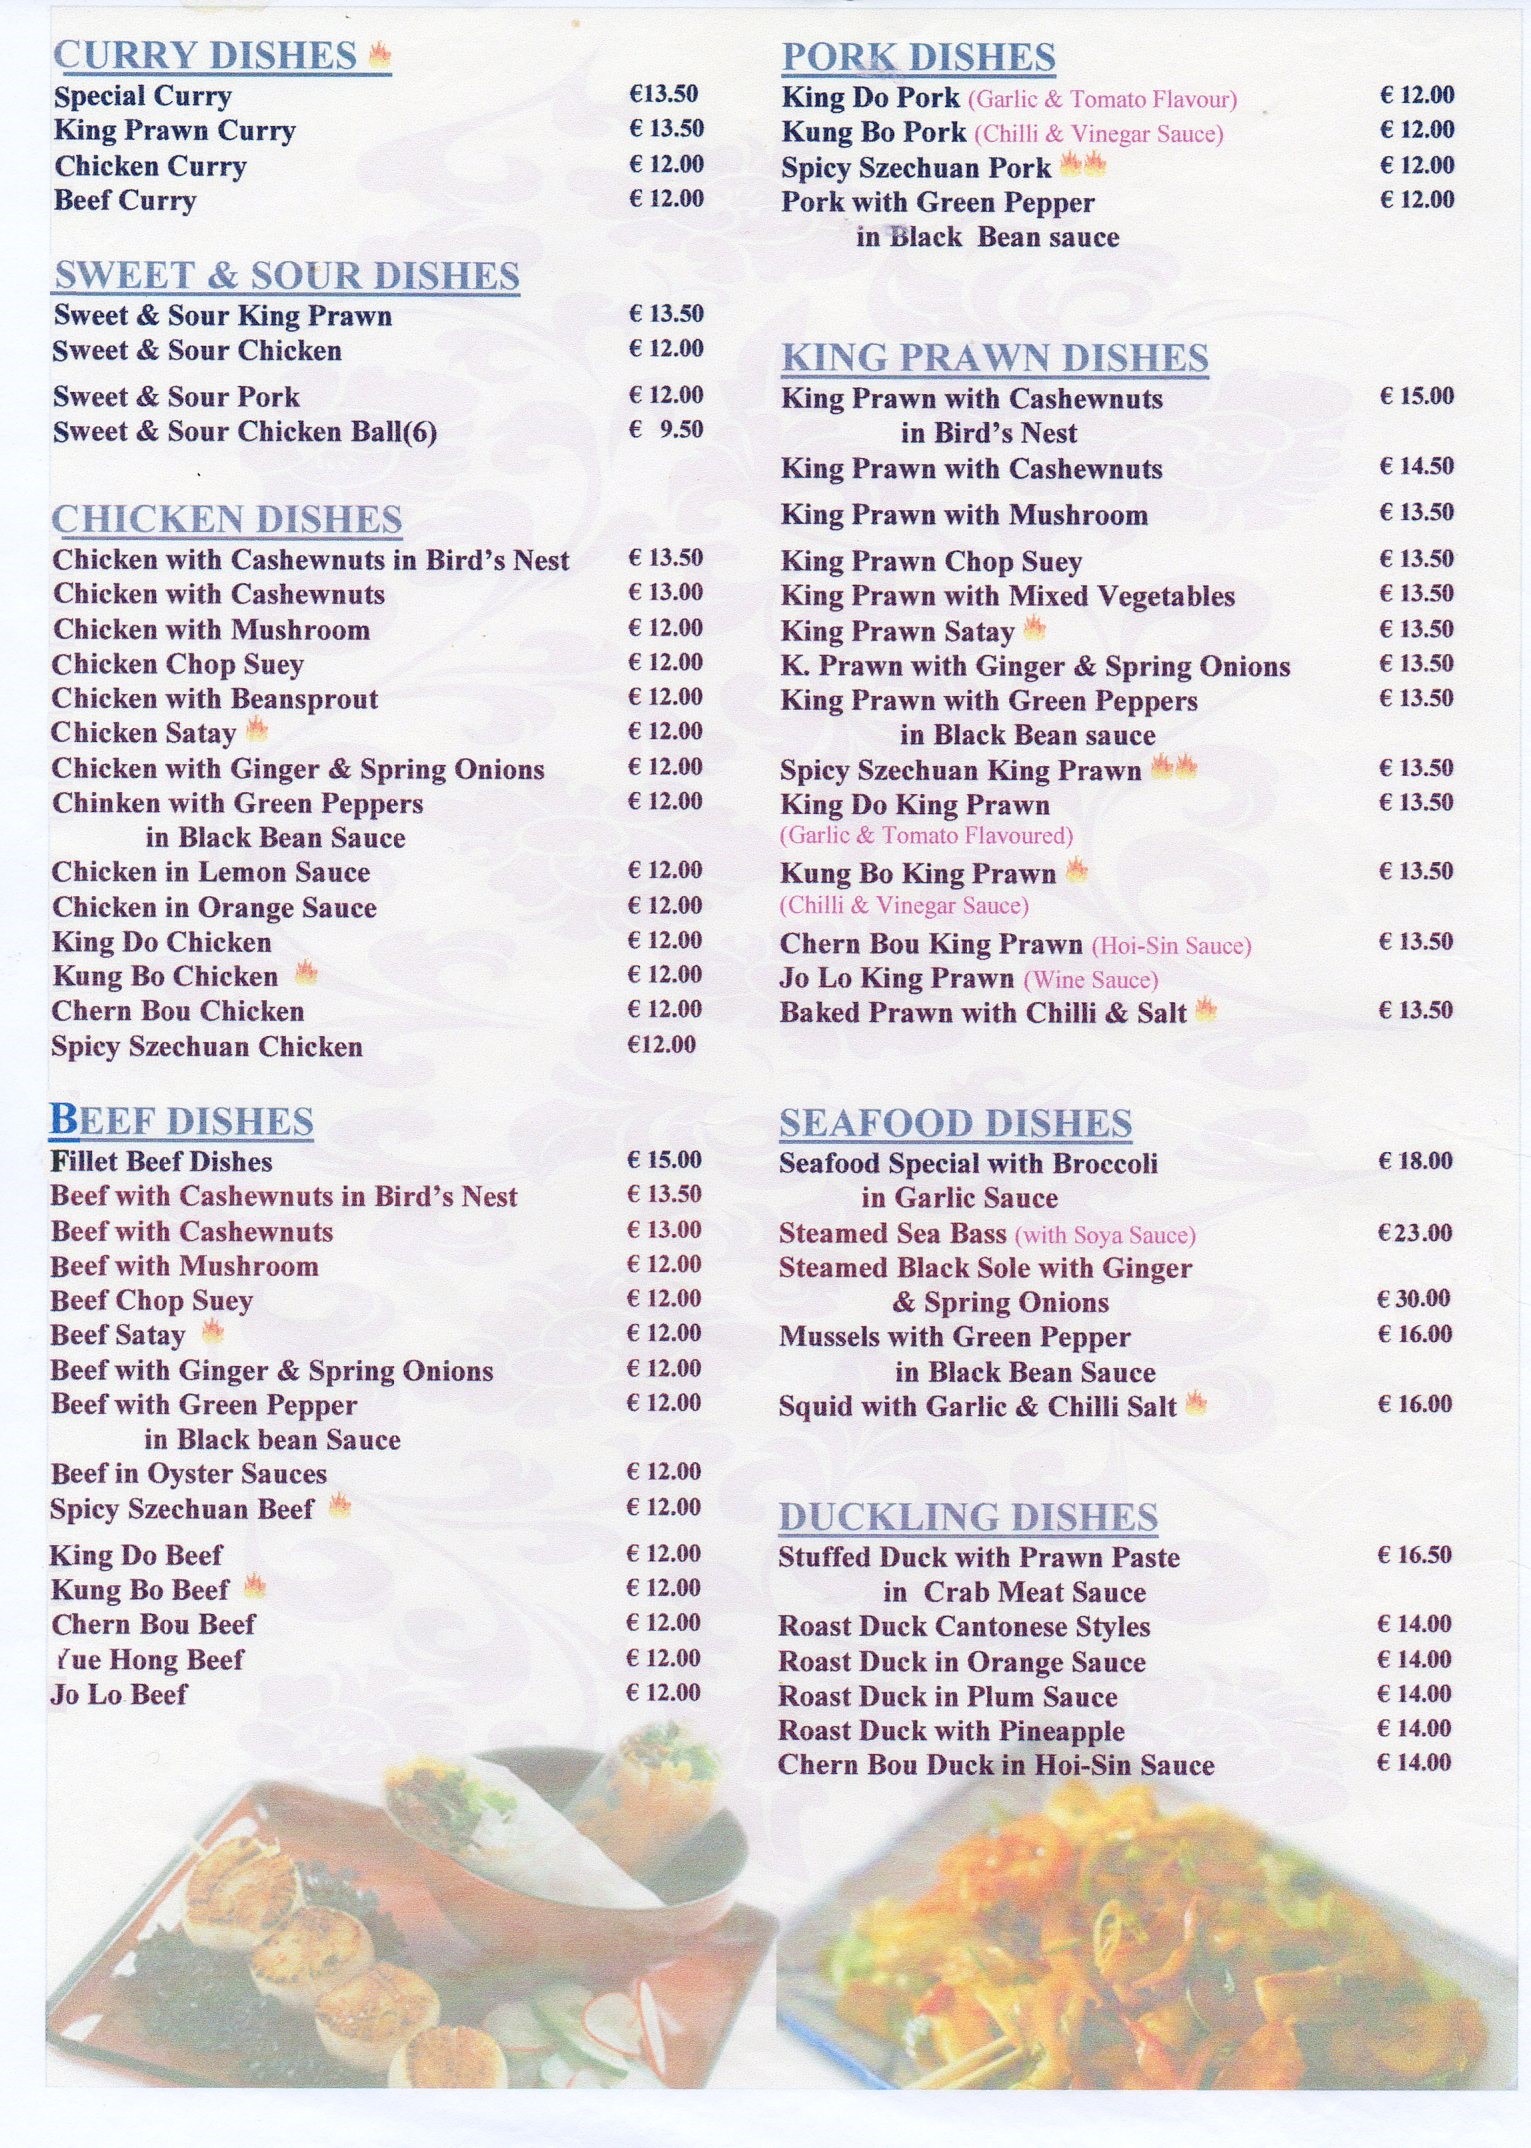 CURRY DISHES
Special Curry €13.50
King Prawn Curry € 13.50
Chicken Curry € 12.00
Beef Curry € 12.00
SWEET & SOUR DISHES
Sweet & Sour King Prawn € 13.50
Sweet & Sour Chicken € 12.00
Sweet & Sour Pork € 12.00
Sweet & Sour Chicken Ball(6) € 9.50
CHICKEN DISHES
Chicken with Cashewnuts in Bird's Nest € 13.50
Chicken with Cashewnuts € 13.00
Chicken with Mushroom € 12.00
Chicken Chop Suey € 12.00
Chicken with Beansprout € 12.00
Chicken Satay € 12.00
Chicken with Ginger & Spring Onions € 12.00
Chinken with Green Peppers € 12.00
in Black Bean Sauce
Chicken in Lemon Sauce € 12.00
Chicken in Orange Sauce € 12.00
King Do Chicken € 12.00
Kung Bo Chicken € 12.00
Chern Bou Chicken € 12.00
Spicy Szechuan Chicken €12.00
BEEF DISHES
Fillet Beef Dishes € 15.00
Beef with Cashewnuts in Bird's Nest € 13.50
Beef with Cashewnuts € 13.00
Beef with Mushroom € 12.00
Beef Chop Suey € 12.00
Beef Satay € 12.00
Beef with Ginger & Spring Onions € 12.00
Beef with Green Pepper € 12.00
in Black bean Sauce
Beef in Oyster Sauces € 12.00
Spicy Szechuan Beef € 12.00
King Do Beef € 12.00
Kung Bo Beef € 12.00
Chern Bou Beef € 12.00
Yue Hong Beef € 12.00
Jo Lo Beef € 12.00
PORK DISHES
King Do Pork (Garlic & Tomato Flavour) € 12.00
Kung Bo Pork (Chilli & Vinegar Sauce) € 12.00
Spicy Szechuan Pork € 12.00
Pork with Green Pepper € 12.00
in Black Bean sauce
KING PRAWN DISHES
King Prawn with Cashewnuts € 15.00
in Bird's Nest
King Prawn with Cashewnuts € 14.50
King Prawn with Mushroom € 13.50
King Prawn Chop Suey € 13.50
King Prawn with Mixed Vegetables € 13.50
King Prawn Satay € 13.50
K. Prawn with Ginger & Spring Onions € 13.50
King Prawn with Green Peppers € 13.50
in Black Bean sauce
Spicy Szechuan King Prawn € 13.50
King Do King Prawn € 13.50
(Garlic & Tomato Flavoured)
Kung Bo King Prawn € 13.50
(Chilli & Vinegar Sauce)
Chern Bou King Prawn (Hoi-Sin Sauce) € 13.50
Jo Lo King Prawn (Wine Sauce)
Baked Prawn with Chilli & Salt € 13.50
SEAFOOD DISHES
Seafood Special with Broccoli € 18.00
in Garlic Sauce
Steamed Sea Bass (with Soya Sauce) €23.00
Steamed Black Sole with Ginger
& Spring Onions € 30.00
Mussels with Green Pepper € 16.00
in Black Bean Sauce
Squid with Garlic & Chilli Salt € 16.00
DUCKLING DISHES
Stuffed Duck with Prawn Paste € 16.50
in Crab Meat Sauce
Roast Duck Cantonese Styles € 14.00
Roast Duck in Orange Sauce € 14.00
Roast Duck in Plum Sauce € 14.00
Roast Duck with Pineapple € 14.00
Chern Bou Duck in Hoi-Sin Sauce € 14.00